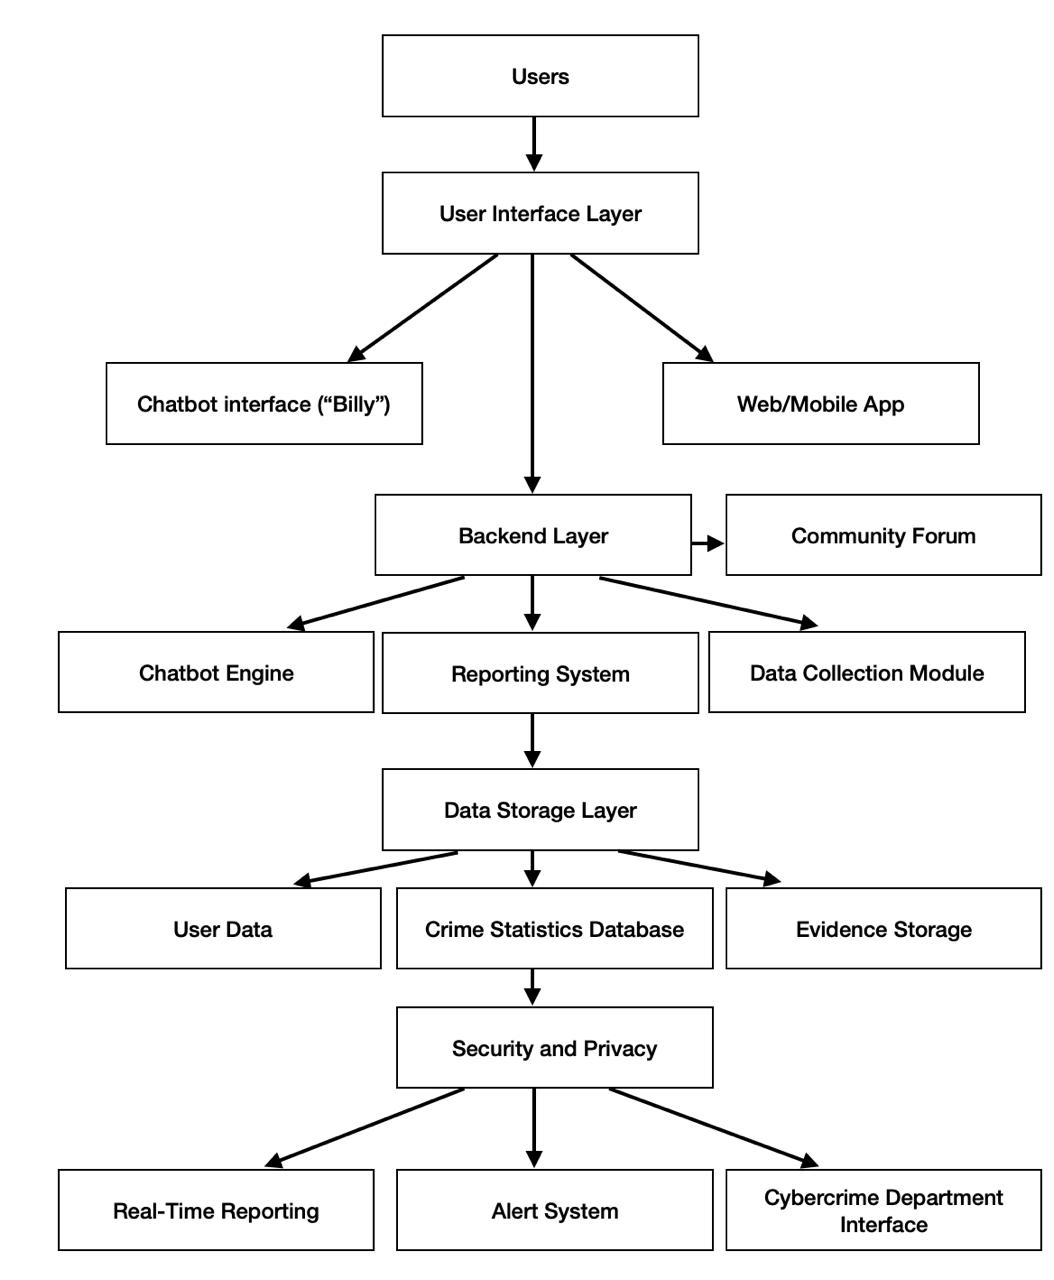 Users
User Interface Layer
Chatbot interface (“Billy”)
Web/Mobile App
Backend Layer
Community Forum
Chatbot Engine
Reporting System
Data Collection Module
Data Storage Layer
User Data
Crime Statistics Database
Evidence Storage
Security and Privacy
Real-Time Reporting
Alert System
Cybercrime Department
Interface